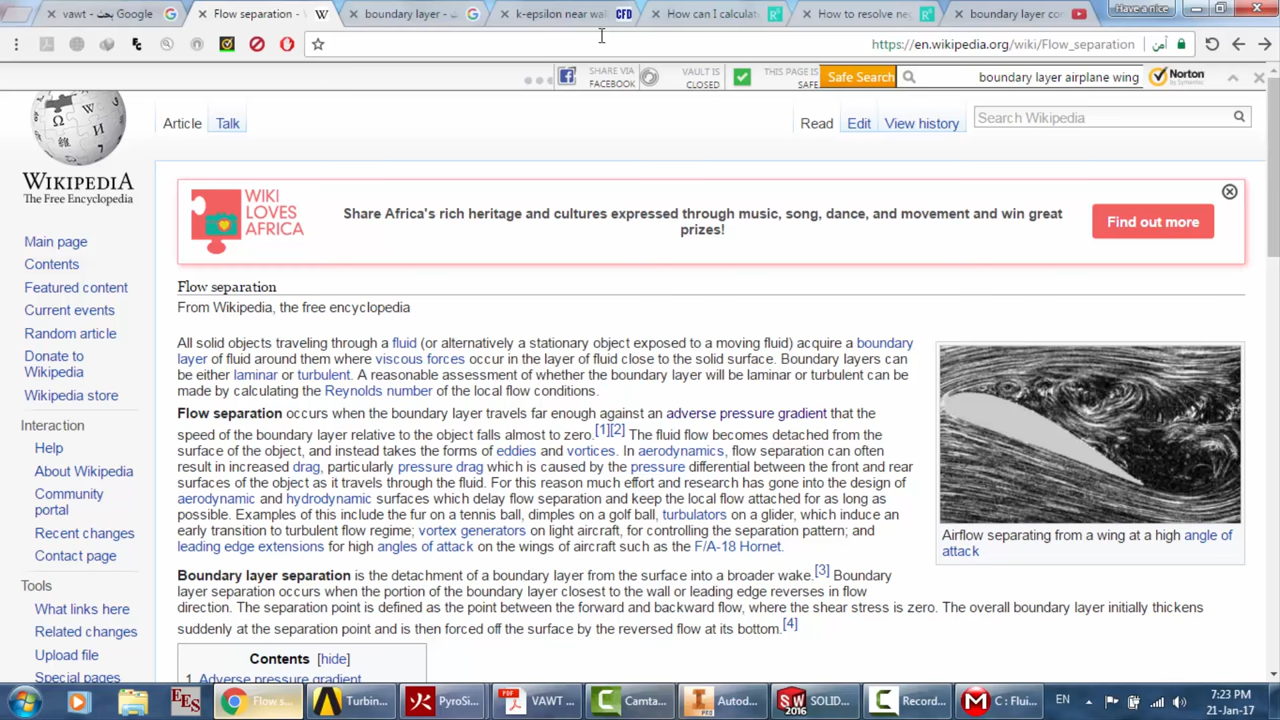 vawt - بحث Google
Flow separation -
boundary layer -
k-epsilon near wa
CFD
How can I calculat
How to resolve ne
boundary layer co
Have a nice
https://en.wikipedia.org/wiki/Flow_separation
آمن
SHARE VIA
FACEBOOK
VAULT IS
CLOSED
THIS PAGE IS
SAFE
Safe Search
boundary layer airplane wing
Norton
by Symantec
Article
Talk
Read
Edit
View history
Search Wikipedia
WIKIPEDIA
The Free Encyclopedia
Main page
Contents
Featured content
Current events
Random article
Donate to
Wikipedia
Wikipedia store
Interaction
Help
About Wikipedia
Community
portal
Recent changes
Contact page
Tools
What links here
Related changes
Upload file
Special pages
WIKI
LOVES
AFRICA
Share Africa's rich heritage and cultures expressed through music, song, dance, and movement and win great
prizes!
Find out more
Flow separation
From Wikipedia, the free encyclopedia
All solid objects traveling through a fluid (or alternatively a stationary object exposed to a moving fluid) acquire a boundary
layer of fluid around them where viscous forces occur in the layer of fluid close to the solid surface. Boundary layers can
be either laminar or turbulent. A reasonable assessment of whether the boundary layer will be laminar or turbulent can be
made by calculating the Reynolds number of the local flow conditions.
Flow separation occurs when the boundary layer travels far enough against an adverse pressure gradient that the
speed of the boundary layer relative to the object falls almost to zero.[1][2] The fluid flow becomes detached from the
surface of the object, and instead takes the forms of eddies and vortices. In aerodynamics, flow separation can often
result in increased drag, particularly pressure drag which is caused by the pressure differential between the front and rear
surfaces of the object as it travels through the fluid. For this reason much effort and research has gone into the design of
aerodynamic and hydrodynamic surfaces which delay flow separation and keep the local flow attached for as long as
possible. Examples of this include the fur on a tennis ball, dimples on a golf ball, turbulators on a glider, which induce an
early transition to turbulent flow regime; vortex generators on light aircraft, for controlling the separation pattern; and
leading edge extensions for high angles of attack on the wings of aircraft such as the F/A-18 Hornet.
Airflow separating from a wing at a high angle of
attack
Boundary layer separation is the detachment of a boundary layer from the surface into a broader wake.[3] Boundary
layer separation occurs when the portion of the boundary layer closest to the wall or leading edge reverses in flow
direction. The separation point is defined as the point between the forward and backward flow, where the shear stress is zero. The overall boundary layer initially thickens
suddenly at the separation point and is then forced off the surface by the reversed flow at its bottom.[4]
Contents [hide]
1 Adverse pressure gradient
EES
Flow s...
Turbin...
PyroSi...
VAWT ...
Camta...
Autod...
SOLID...
Record...
C : Flui...
EN
7:23 PM
21-Jan-17